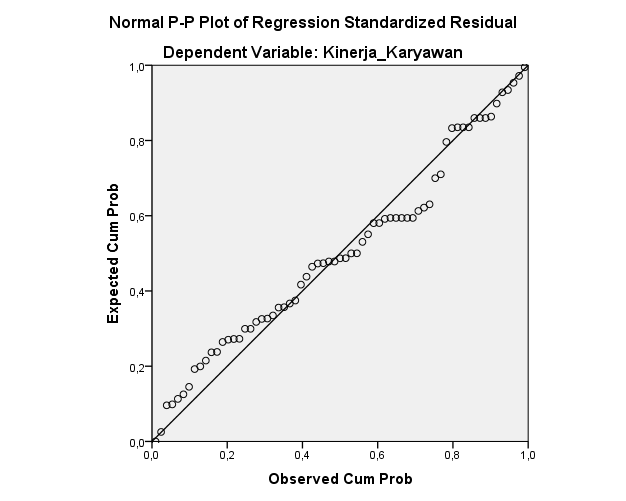 Normal P-P Plot of Regression Standardized Residual
Dependent Variable: Kinerja_Karyawan
Expected Cum Prob
1,0
0,8
0,6
0,4
0,2
0,0
0,0 0,2 0,4 0,6 0,8 1,0
Observed Cum Prob